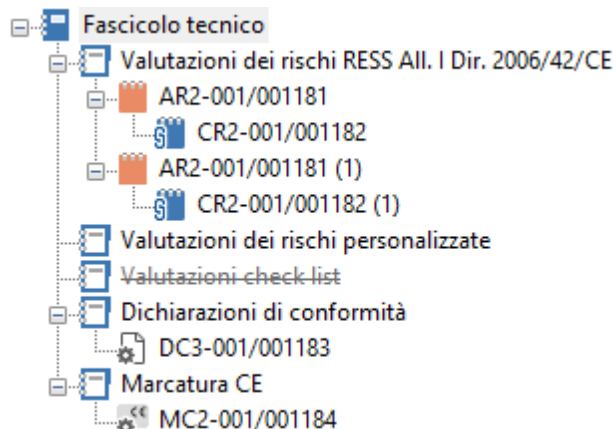 Fascicolo tecnico
Valutazioni dei rischi RESS All. I Dir. 2006/42/CE
AR2-001/001181
CR2-001/001182
AR2-001/001181 (1)
CR2-001/001182 (1)
Valutazioni dei rischi personalizzate
Valutazioni check list
Dichiarazioni di conformità
DC3-001/001183
Marcatura CE
MC2-001/001184